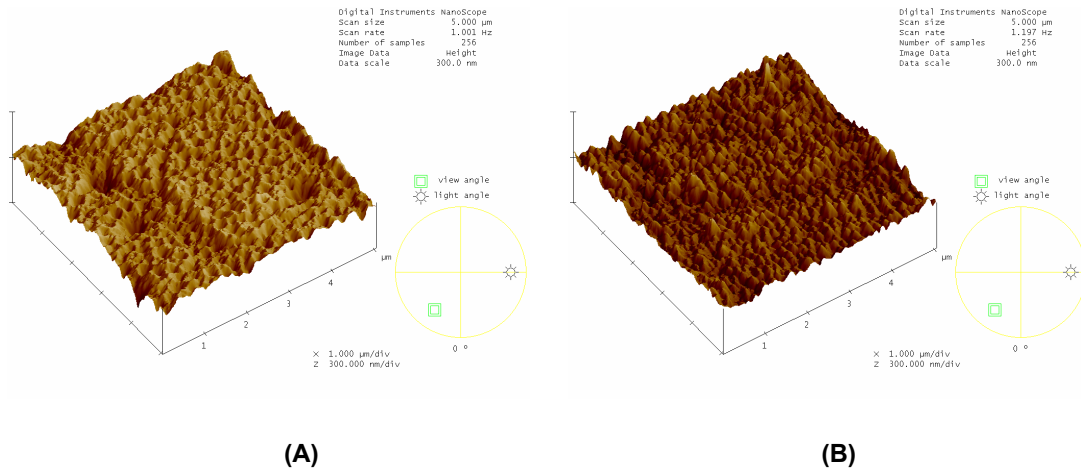 Digital Instruments NanoScope
Scan size 5.000 µm
Scan rate 1.001 Hz
Number of samples 256
Image Data Height
Data scale 300.0 nm
view angle
light angle
µm
4
3
2
1
X 1.000 µm/div
Z 300.000 nm/div
0 º
(A)
Digital Instruments NanoScope
Scan size 5.000 µm
Scan rate 1.197 Hz
Number of samples 256
Image Data Height
Data scale 300.0 nm
view angle
light angle
µm
4
3
2
1
X 1.000 µm/div
Z 300.000 nm/div
0 º
(B)